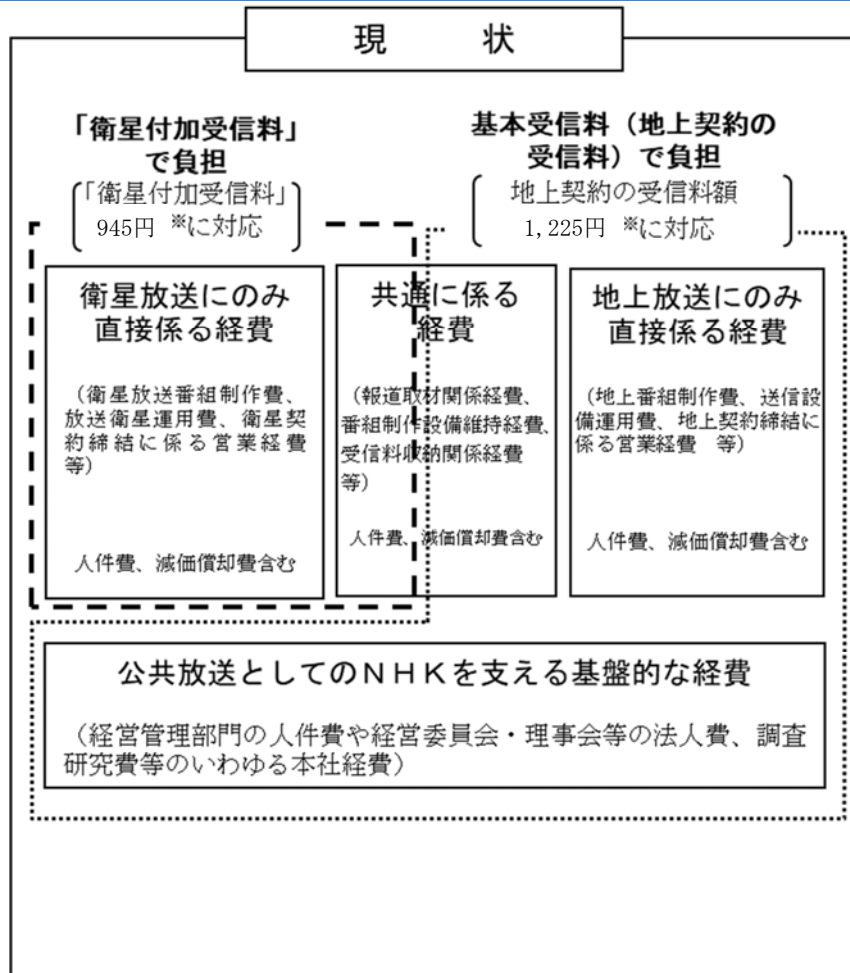 現　状
「衛星付加受信料」
で負担
「衛星付加受信料」
945円 ※に対応
基本受信料（地上契約の
受信料）で負担
地上契約の受信料額
1,225円 ※に対応
衛星放送にのみ
直接係る経費
（衛星放送番組制作費、
放送衛星運用費、衛星契
約締結に係る営業経費
等）
人件費、減価償却費含む
共通に係る
経費
（報道取材関係経費、
番組制作設備維持経費、
受信料収納関係経費
等）
人件費、減価償却費含む
地上放送にのみ
直接係る経費
（地上番組制作費、送信設
備運用費、地上契約締結に
係る営業経費　等）
人件費、減価償却費含む
公共放送としてのＮＨＫを支える基盤的な経費
（経営管理部門の人件費や経営委員会・理事会等の法人費、調査
研究費等のいわゆる本社経費）